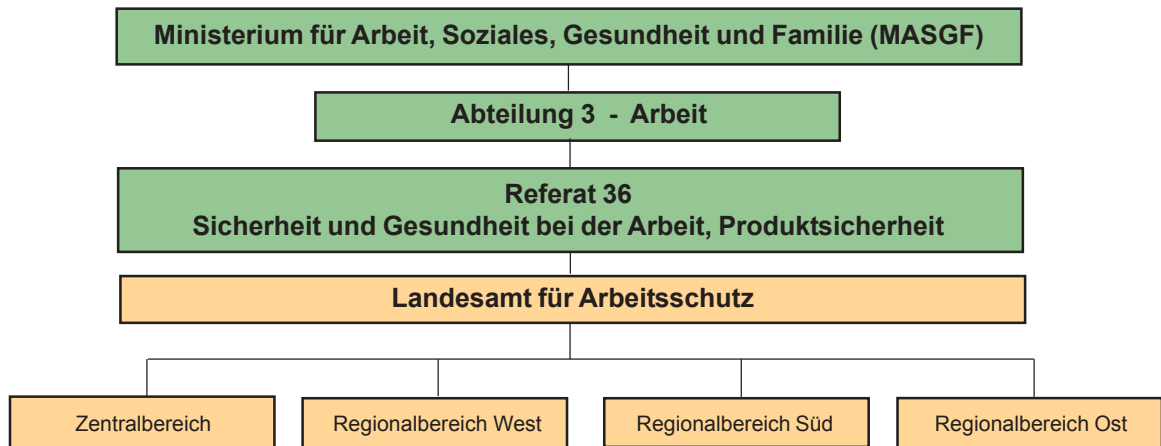 Ministerium für Arbeit, Soziales, Gesundheit und Familie (MASGF)
Abteilung 3 - Arbeit
Referat 36
Sicherheit und Gesundheit bei der Arbeit, Produktsicherheit
Landesamt für Arbeitsschutz
Zentralbereich
Regionalbereich West
Regionalbereich Süd
Regionalbereich Ost